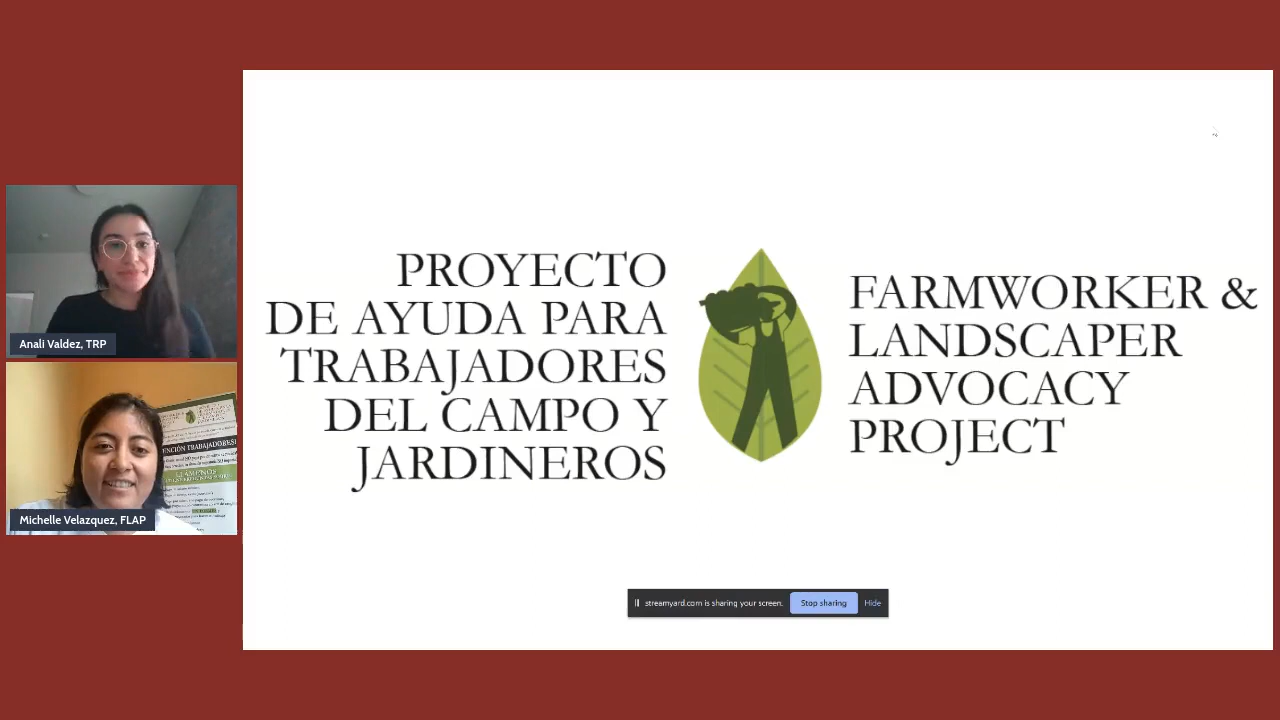 Anali Valdez, TRP
Michelle Velazquez, FLAP
PROYECTO
DE AYUDA PARA
TRABAJADORES
DEL CAMPO Y
JARDINEROS
FARMWORKER &
LANDSCAPER
ADVOCACY
PROJECT
streamyard.com is sharing your screen. Stop sharing Hide